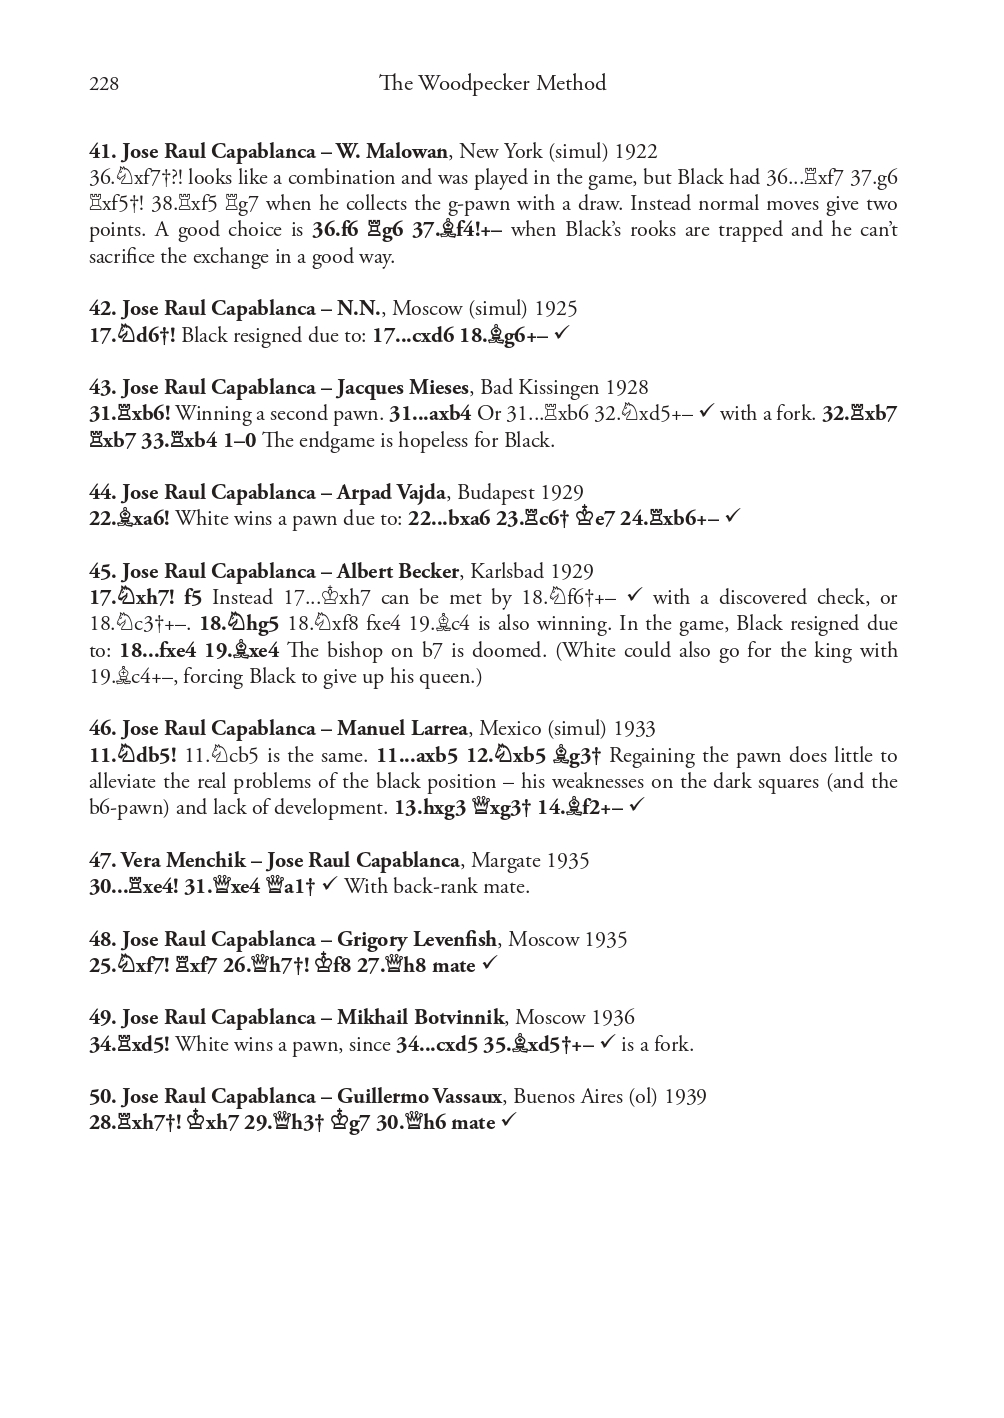 228 The Woodpecker Method
41. Jose Raul Capablanca – W. Malowan, New York (simul) 1922
36.♘xf7†?! looks like a combination and was played in the game, but Black had 36...♖xf7 37.g6
♖xf5†! 38.♖xf5 ♖g7 when he collects the g-pawn with a draw. Instead normal moves give two
points. A good choice is 36.f6 ♖g6 37.♗f4!+– when Black’s rooks are trapped and he can’t
sacrifice the exchange in a good way.
42. Jose Raul Capablanca – N.N., Moscow (simul) 1925
17.♘d6†! Black resigned due to: 17...cxd6 18.♗g6+– ✓
43. Jose Raul Capablanca – Jacques Mieses, Bad Kissingen 1928
31.♖xb6! Winning a second pawn. 31...axb4 Or 31...♖xb6 32.♘xd5+– ✓ with a fork. 32.♖xb7
♖xb7 33.♖xb4 1–0 The endgame is hopeless for Black.
44. Jose Raul Capablanca – Arpad Vajda, Budapest 1929
22.♗xa6! White wins a pawn due to: 22...bxa6 23.♖c6† ♔e7 24.♖xb6+– ✓
45. Jose Raul Capablanca – Albert Becker, Karlsbad 1929
17.♘xh7! f5 Instead 17...♔xh7 can be met by 18.♘f6†+– ✓ with a discovered check, or
18.♘c3†+–. 18.♘hg5 18.♘xf8 fxe4 19.♗c4 is also winning. In the game, Black resigned due
to: 18...fxe4 19.♗xe4 The bishop on b7 is doomed. (White could also go for the king with
19.♗c4+–, forcing Black to give up his queen.)
46. Jose Raul Capablanca – Manuel Larrea, Mexico (simul) 1933
11.♘db5! 11.♘cb5 is the same. 11...axb5 12.♘xb5 ♗g3† Regaining the pawn does little to
alleviate the real problems of the black position – his weaknesses on the dark squares (and the
b6-pawn) and lack of development. 13.hxg3 ♕xg3† 14.♗f2+– ✓
47. Vera Menchik – Jose Raul Capablanca, Margate 1935
30...♖xe4! 31.♕xe4 ♕a1† ✓ With back-rank mate.
48. Jose Raul Capablanca – Grigory Levenfish, Moscow 1935
25.♘xf7! ♖xf7 26.♕h7†! ♔f8 27.♕h8 mate ✓
49. Jose Raul Capablanca – Mikhail Botvinnik, Moscow 1936
34.♖xd5! White wins a pawn, since 34...cxd5 35.♗xd5†+– ✓ is a fork.
50. Jose Raul Capablanca – Guillermo Vassaux, Buenos Aires (ol) 1939
28.♖xh7†! ♔xh7 29.♕h3† ♔g7 30.♕h6 mate ✓